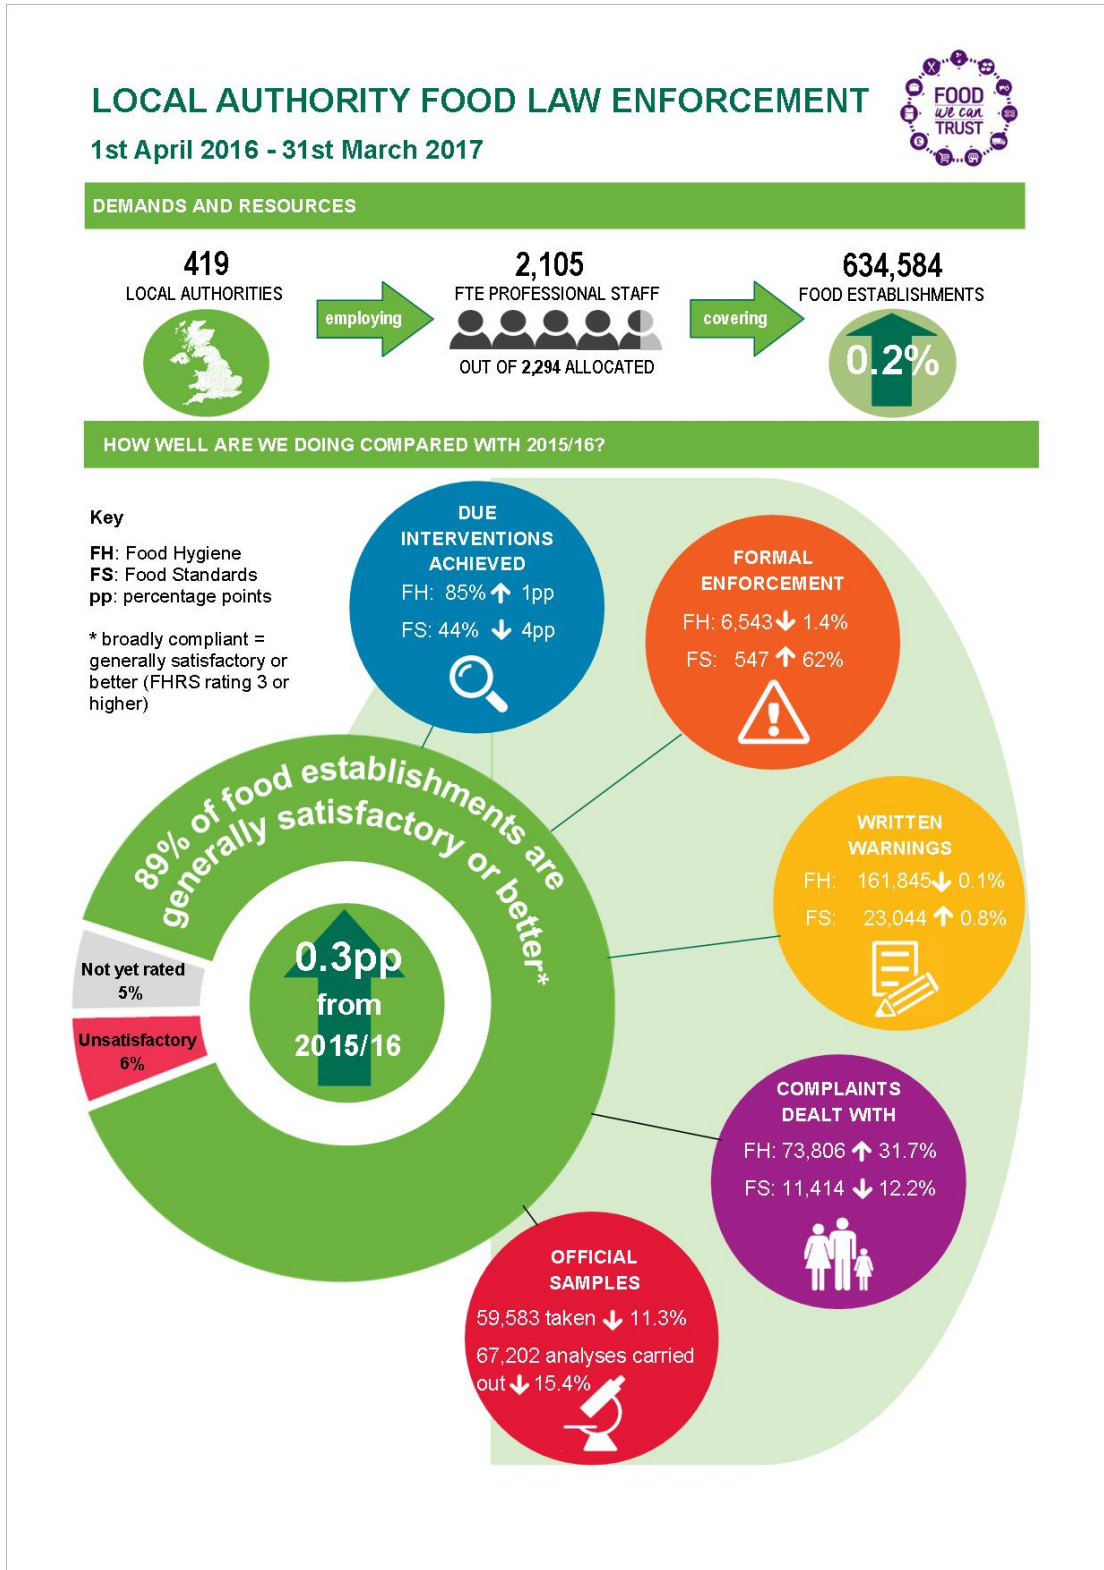 LOCAL AUTHORITY FOOD LAW ENFORCEMENT
1st April 2016 - 31st March 2017
FOOD
we can
TRUST
DEMANDS AND RESOURCES
419
LOCAL AUTHORITIES
employing
2,105
FTE PROFESSIONAL STAFF
OUT OF 2,294 ALLOCATED
covering
634,584
FOOD ESTABLISHMENTS
0.2%
HOW WELL ARE WE DOING COMPARED WITH 2015/16?
Key
FH: Food Hygiene
FS: Food Standards
pp: percentage points
* broadly compliant =
generally satisfactory or
better (FHRS rating 3 or
higher)
DUE
INTERVENTIONS
ACHIEVED
FH: 85% ↑ 1pp
FS: 44% ↓ 4pp
FORMAL
ENFORCEMENT
FH: 6,543 ↓ 1.4%
FS: 547 ↑ 62%
WRITTEN
WARNINGS
FH: 161,845 ↓ 0.1%
FS: 23,044 ↑ 0.8%
89% of food establishments are
generally satisfactory or better*
Not yet rated
5%
Unsatisfactory
6%
0.3pp
from
2015/16
COMPLAINTS
DEALT WITH
FH: 73,806 ↑ 31.7%
FS: 11,414 ↓ 12.2%
OFFICIAL
SAMPLES
59,583 taken ↓ 11.3%
67,202 analyses carried
out ↓ 15.4%